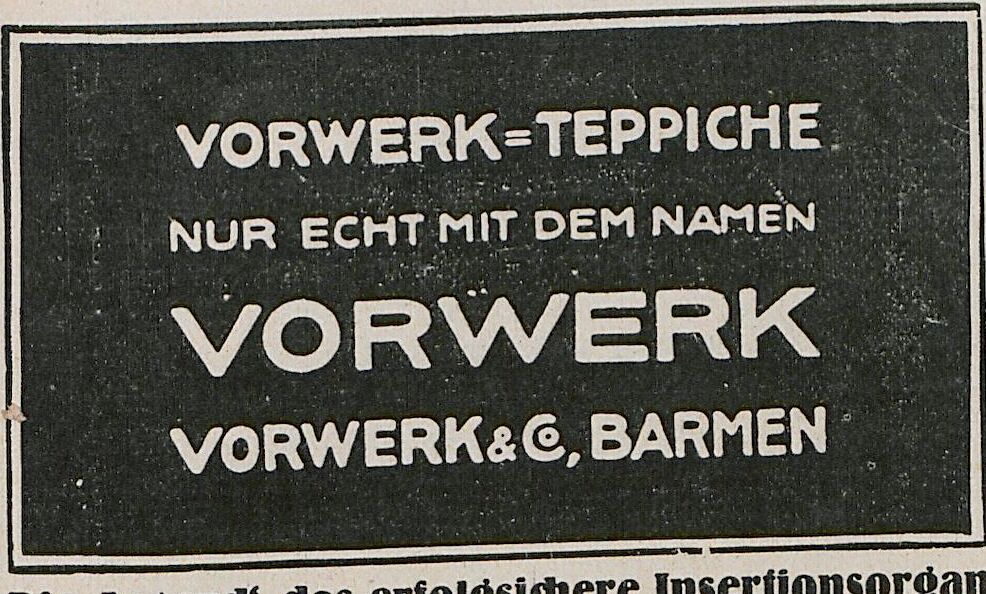 VORWERK=TEPPICHE
NUR ECHT MIT DEM NAMEN
VORWERK
VORWERK & Co, BARMEN
das erfolgsichere Insertionsorgan